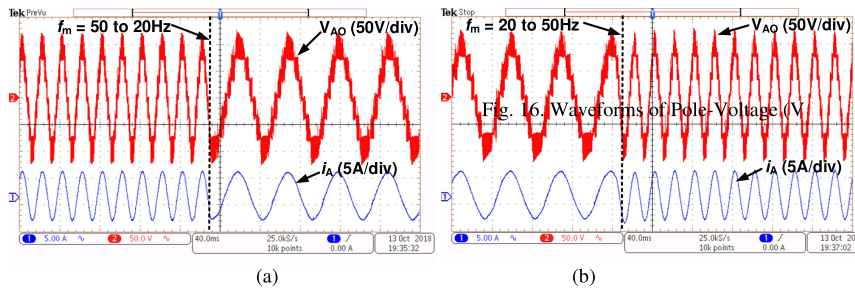 Tek PreVu
fm = 50 to 20Hz
VAO (50V/div)
2
iA (5A/div)
1
1 5.00 A 2 50.0 V 40.0ms 25.0kS/s 1 13 Oct 2018
10k points 0.00 A 19:35:32
(a)
Tek Stop
fm = 20 to 50Hz
VAO (50V/div)
2
Fig. 16. Waveforms of Pole-Voltage (V
iA (5A/div)
1
1 5.00 A 2 50.0 V 40.0ms 25.0kS/s 1 13 Oct 2018
10k points 0.00 A 19:37:02
(b)